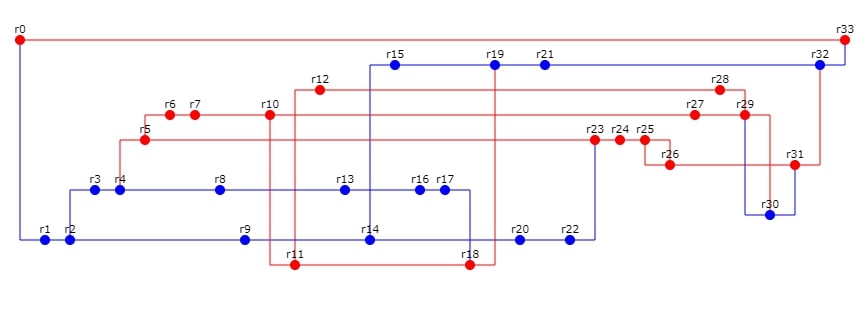 r0 r33
r15 r19 r21 r32
r12 r28
r6 r7 r10 r27 r29
r5 r23 r24 r25
r26 r31
r3 r4 r8 r13 r16 r17
r30
r1 r2 r9 r14 r20 r22
r11 r18